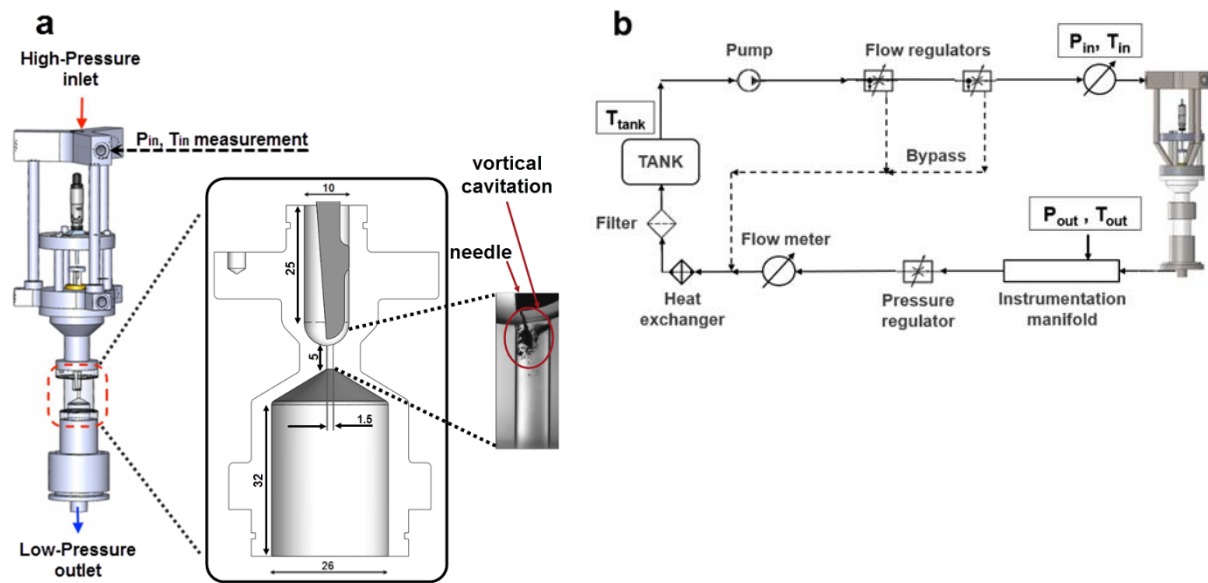 a
High-Pressure
inlet
Pin, Tin measurement
10
25
5
1.5
32
26
vortical
cavitation
needle
Low-Pressure
outlet
b
Pump
Flow regulators
Pin, Tin
Ttank
TANK
Bypass
Filter
Flow meter
Pout , Tout
Heat
exchanger
Pressure
regulator
Instrumentation
manifold